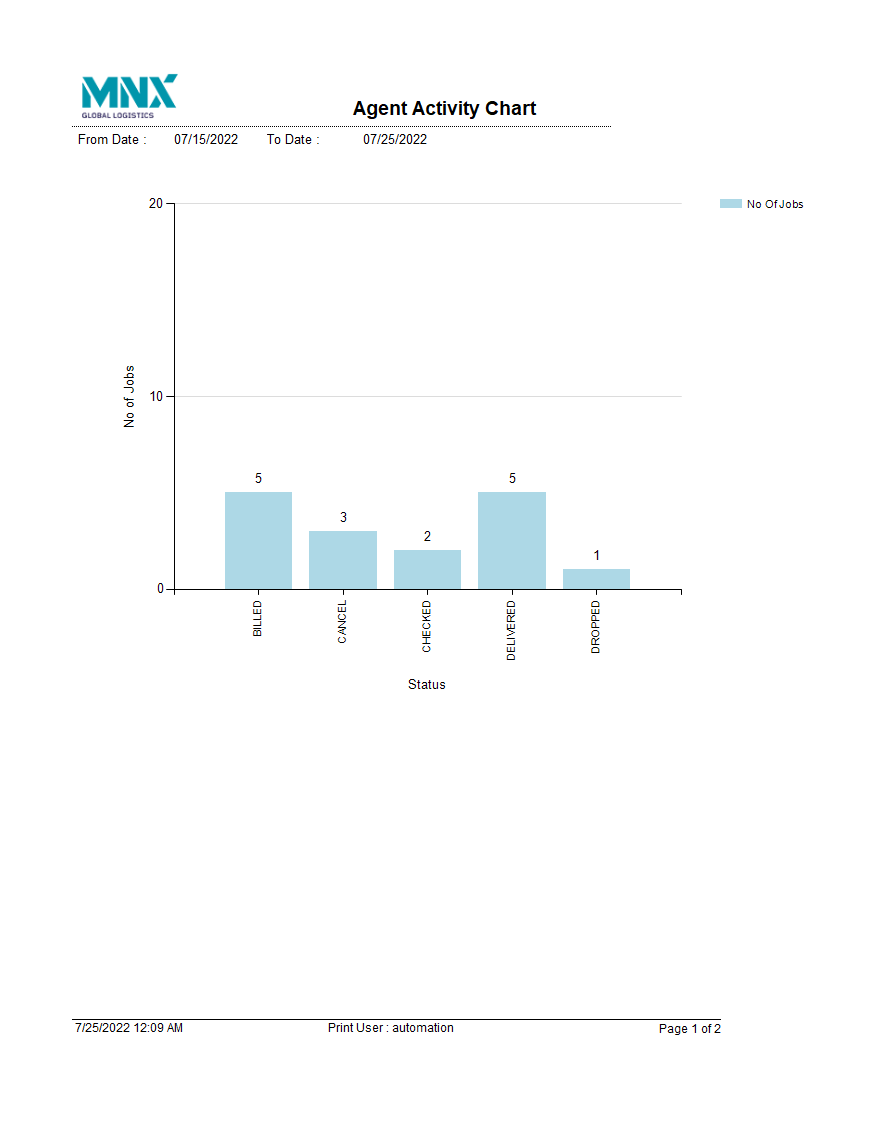 MNX
GLOBAL LOGISTICS
Agent Activity Chart
From Date : 07/15/2022 To Date : 07/25/2022
20
No Of Jobs
10
No of Jobs
5
3
2
5
1
0
BILLED
CANCEL
CHECKED
DELIVERED
DROPPED
Status
7/25/2022 12:09 AM Print User : automation Page 1 of 2